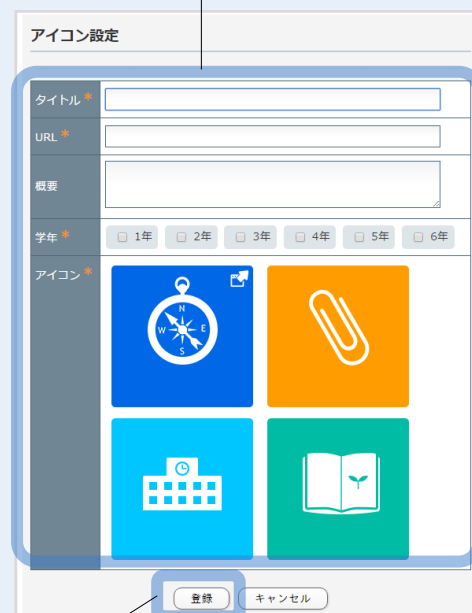 アイコン設定
タイトル *
URL *
概要
学年 * 1年 2年 3年 4年 5年 6年
アイコン *
N
W E
S
登録 キャンセル